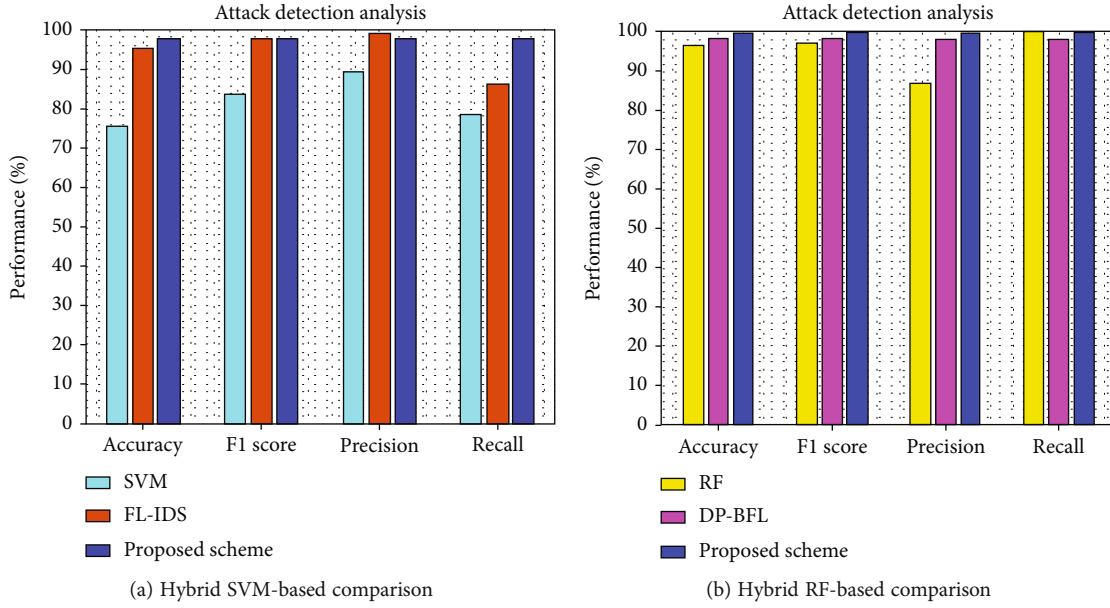 Attack detection analysis
100
90
80
70
60
50
40
30
20
10
0
Performance (%)
Accuracy F1 score Precision Recall
SVM
FL-IDS
Proposed scheme
(a) Hybrid SVM-based comparison
Attack detection analysis
100
90
80
70
60
50
40
30
20
10
0
Performance (%)
Accuracy F1 score Precision Recall
RF
DP-BFL
Proposed scheme
(b) Hybrid RF-based comparison